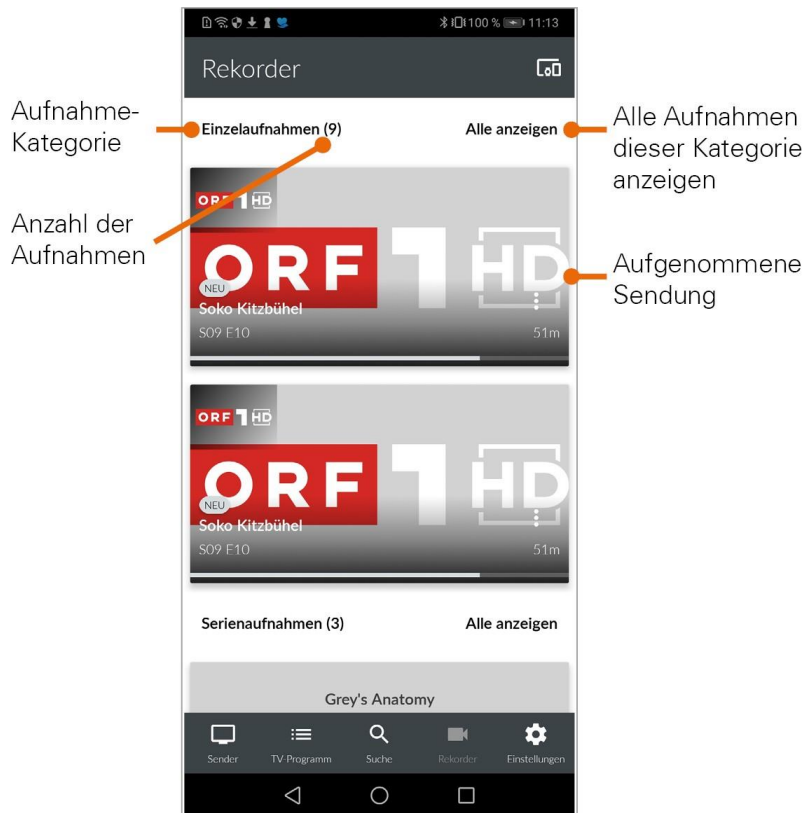 100 % 11:13
Rekorder
Aufnahme-
Kategorie
Einzelaufnahmen (9)
Alle anzeigen
Alle Aufnahmen
dieser Kategorie
anzeigen
Anzahl der
Aufnahmen
ORF 1 HD
ORF 1 HD
NEU
Soko Kitzbühel
S09 E10
51m
Aufgenommene
Sendung
ORF 1 HD
ORF 1 HD
NEU
Soko Kitzbühel
S09 E10
51m
Serienaufnahmen (3)
Alle anzeigen
Grey's Anatomy
Sender
TV-Programm
Suche
Rekorder
Einstellungen